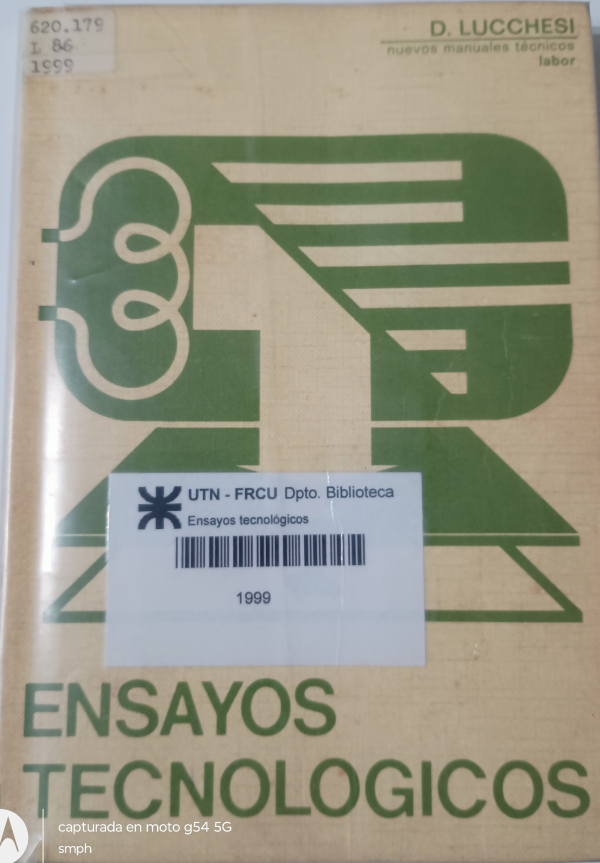 620.179
L 86
1999
D. LUCCHESI
nuevos manuales técnicos
labor
UTN - FRCU Dpto. Biblioteca
Ensayos tecnológicos
1999
ENSAYOS
TECNOLOGICOS
capturada en moto g54 5G
smph